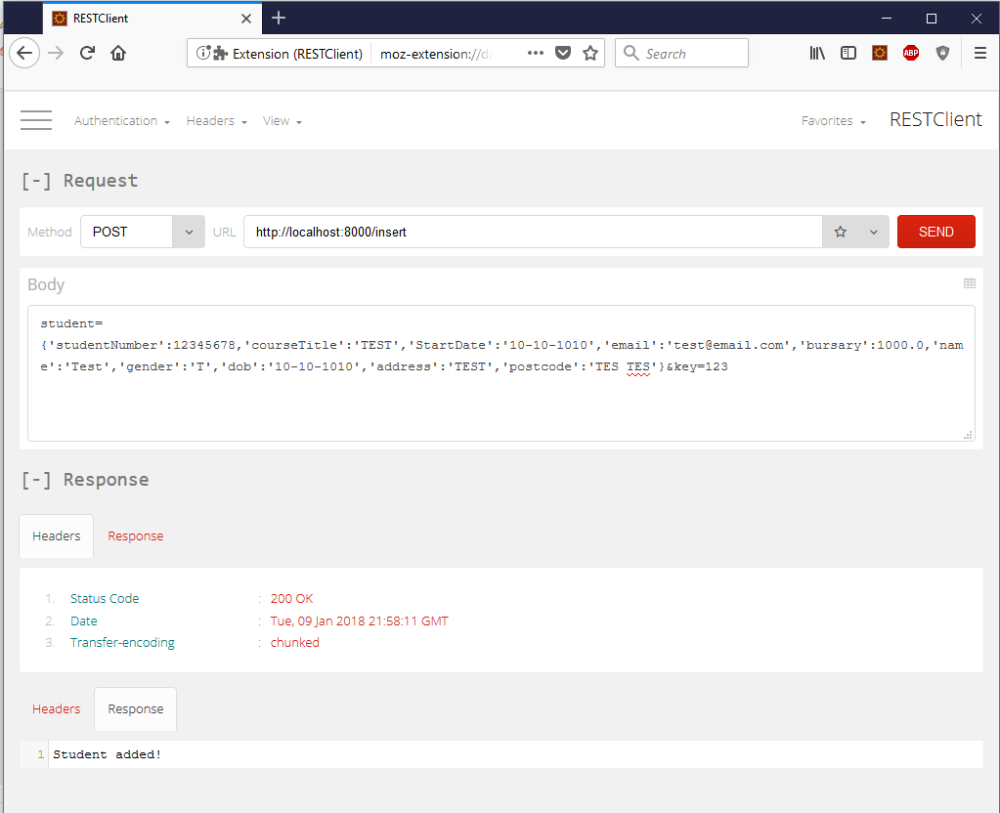 RESTClient
Extension (RESTClient) moz-extension://d
Search
ABP
Authentication Headers View Favorites RESTClient
[-] Request
Method POST URL http://localhost:8000/insert SEND
Body
student=
{'studentNumber':12345678,'courseTitle':'TEST','StartDate':'10-10-1010','email':'test@email.com','bursary':1000.0,'nam
e':'Test','gender':'T','dob':'10-10-1010','address':'TEST','postcode':'TES TES'}&key=123
[-] Response
Headers Response
1. Status Code : 200 OK
2. Date : Tue, 09 Jan 2018 21:58:11 GMT
3. Transfer-encoding : chunked
Headers Response
1 Student added!